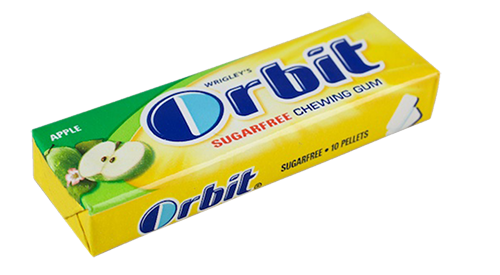 WRIGLEY'S
Orbit
SUGARFREE CHEWING GUM
APPLE
SUGARFREE • 10 PELLETS
Orbit®